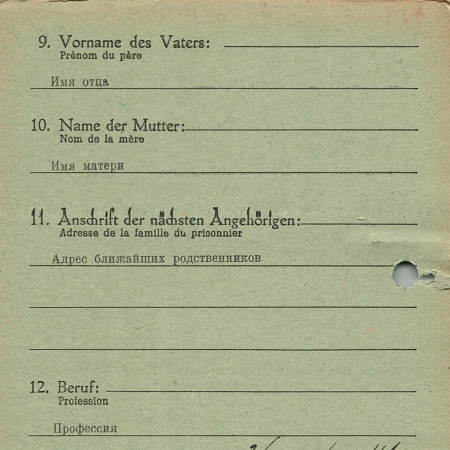 9. Vorname des Vaters:
Prénom du père
Имя отца
10. Name der Mutter:
Nom de la mère
Имя матери
11. Anschrift der nächsten Angehörigen:
Adresse de la famille du prisonnier
Адрес ближайших родственников
12. Beruf:
Profession
Профессия